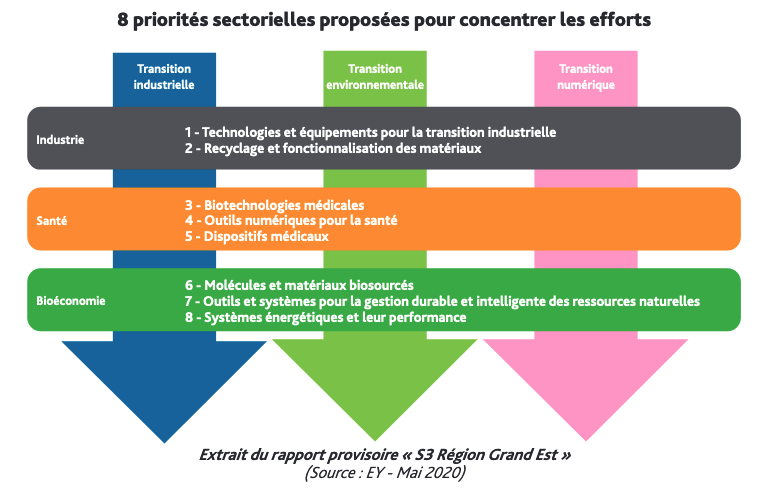 8 priorités sectorielles proposées pour concentrer les efforts
Transition
industrielle
Transition
environnementale
Transition
numérique
Industrie
1 - Technologies et équipements pour la transition industrielle
2 - Recyclage et fonctionnalisation des matériaux
Santé
3 - Biotechnologies médicales
4 - Outils numériques pour la santé
5 - Dispositifs médicaux
Bioéconomie
6 - Molécules et matériaux biosourcés
7 - Outils et systèmes pour la gestion durable et intelligente des ressources naturelles
8 - Systèmes énergétiques et leur performance
Extrait du rapport provisoire « S3 Région Grand Est »
(Source : EY - Mai 2020)